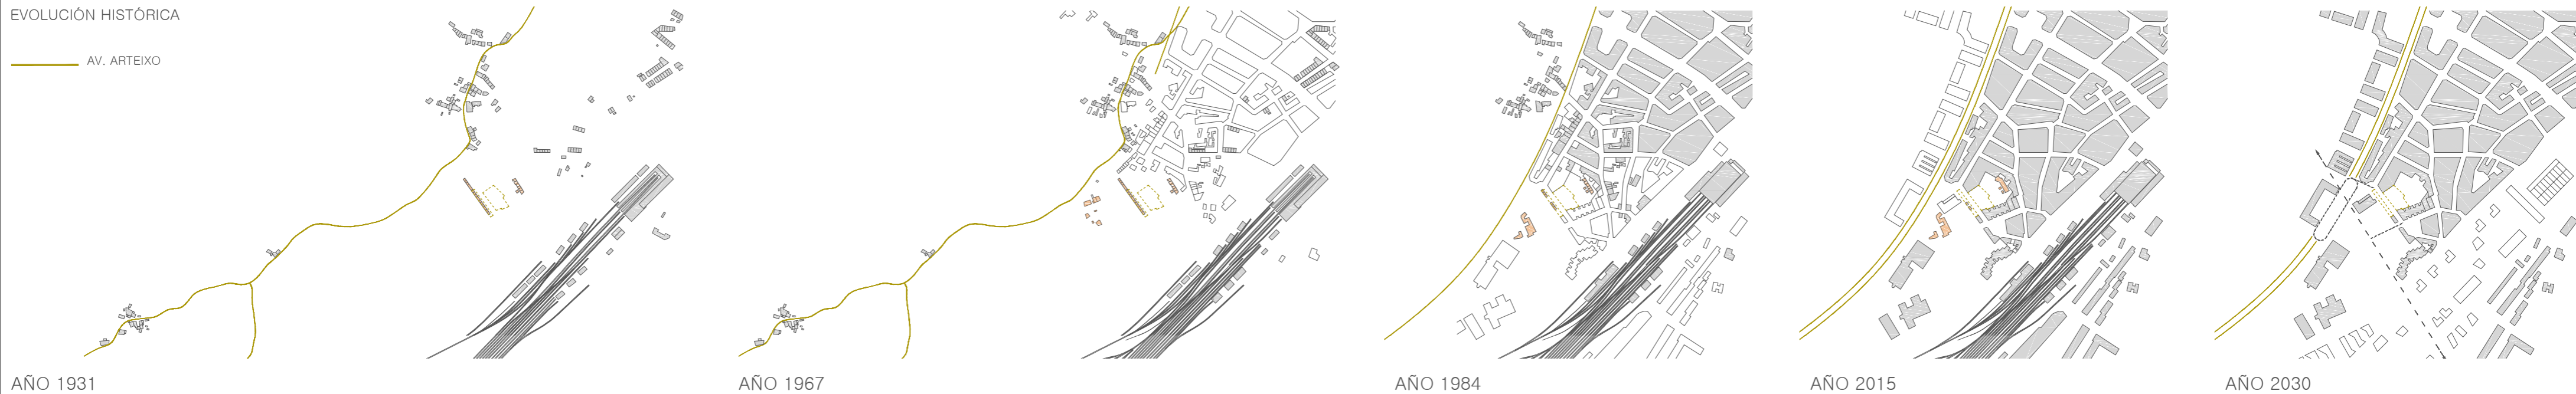 EVOLUCIÓN HISTÓRICA
AV. ARTEIXO
AÑO 1931
AÑO 1967
AÑO 1984
AÑO 2015
AÑO 2030